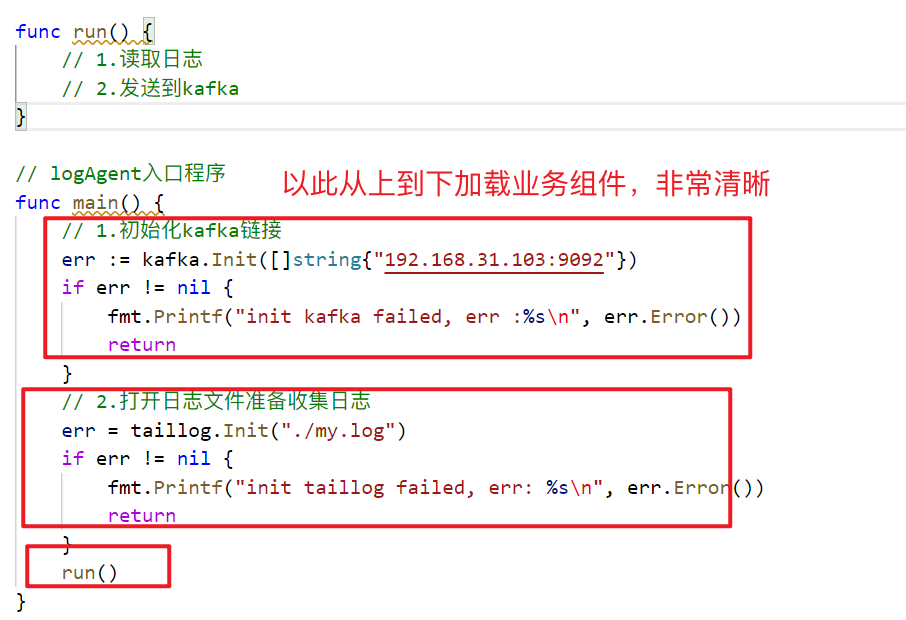 func run() {
// 1.读取日志
// 2.发送到kafka
}
// logAgent入口程序
以此从上到下加载业务组件，非常清晰
func main() {
// 1.初始化kafka链接
err := kafka.Init([]string{"192.168.31.103:9092"})
if err != nil {
fmt.Printf("init kafka failed, err :%s\n", err.Error())
return
}
// 2.打开日志文件准备收集日志
err = taillog.Init("./my.log")
if err != nil {
fmt.Printf("init taillog failed, err: %s\n", err.Error())
return
}
run()
}